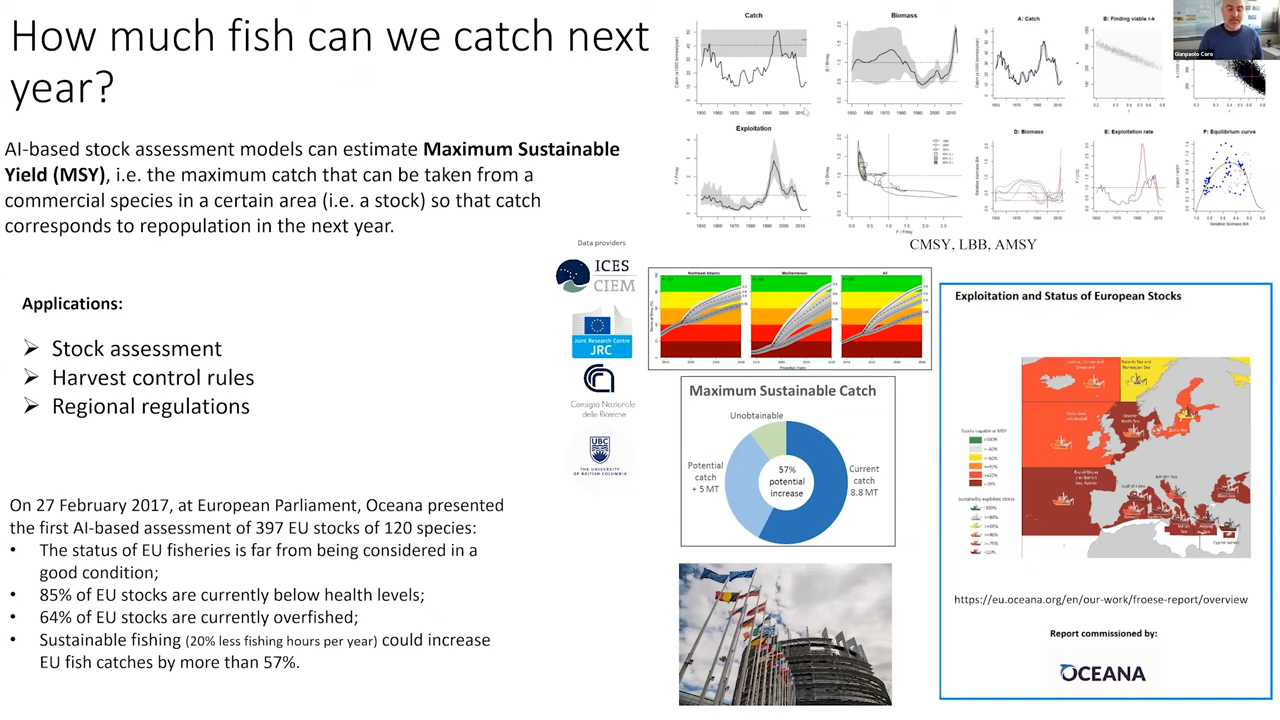 How much fish can we catch next
year?
AI-based stock assessment models can estimate Maximum Sustainable
Yield (MSY), i.e. the maximum catch that can be taken from a
commercial species in a certain area (i.e. a stock) so that catch
corresponds to repopulation in the next year.
Applications:
➢ Stock assessment
➢ Harvest control rules
➢ Regional regulations
On 27 February 2017, at European Parliament, Oceana presented
the first AI-based assessment of 397 EU stocks of 120 species:
• The status of EU fisheries is far from being considered in a
good condition;
• 85% of EU stocks are currently below health levels;
• 64% of EU stocks are currently overfished;
• Sustainable fishing (20% less fishing hours per year) could increase
EU fish catches by more than 57%.
Data providers
ICES
CIEM
Joint Research Centre
JRC
Consiglio Nazionale
delle Ricerche
UBC
THE UNIVERSITY
OF BRITISH COLUMBIA
Catch
Biomass
A: Catch
B: Finding viable r-k
Gianpaolo Coro
Exploitation
D: Biomass
E: Exploitation rate
F: Equilibrium curve
Catch / MSY
Relative biomass B/k
F / Fmsy
CMSY, LBB, AMSY
Northeast Atlantic
Mediterranean
All
Projection Years
Maximum Sustainable Catch
Unobtainable
Potential
catch
+ 5 MT
57%
potential
increase
Current
catch
8.8 MT
Exploitation and Status of European Stocks
https://eu.oceana.org/en/our-work/froese-report/overview
Report commissioned by:
OCEANA